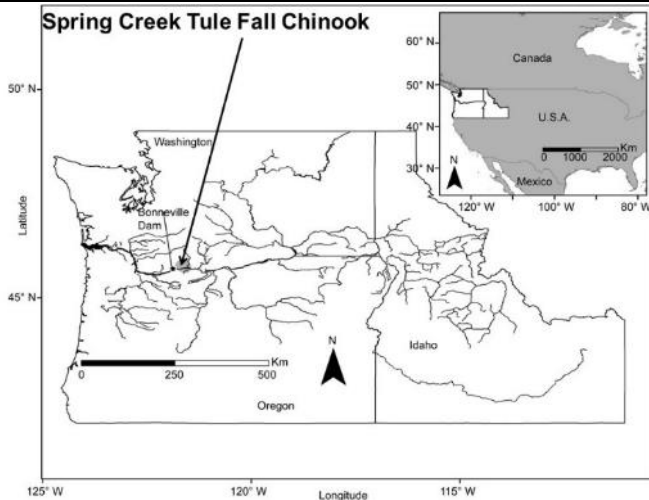 Spring Creek Tule Fall Chinook
60° N
50° N
40° N
30° N
Canada
U.S.A.
0 1000 2000
Km
Mexico
N
120° W 100° W 80° W
50° N
45° N
Latitude
Washington
Bonneville
Dam
N
Idaho
Km
0 250 500
Oregon
125° W 120° W 115° W
Longitude